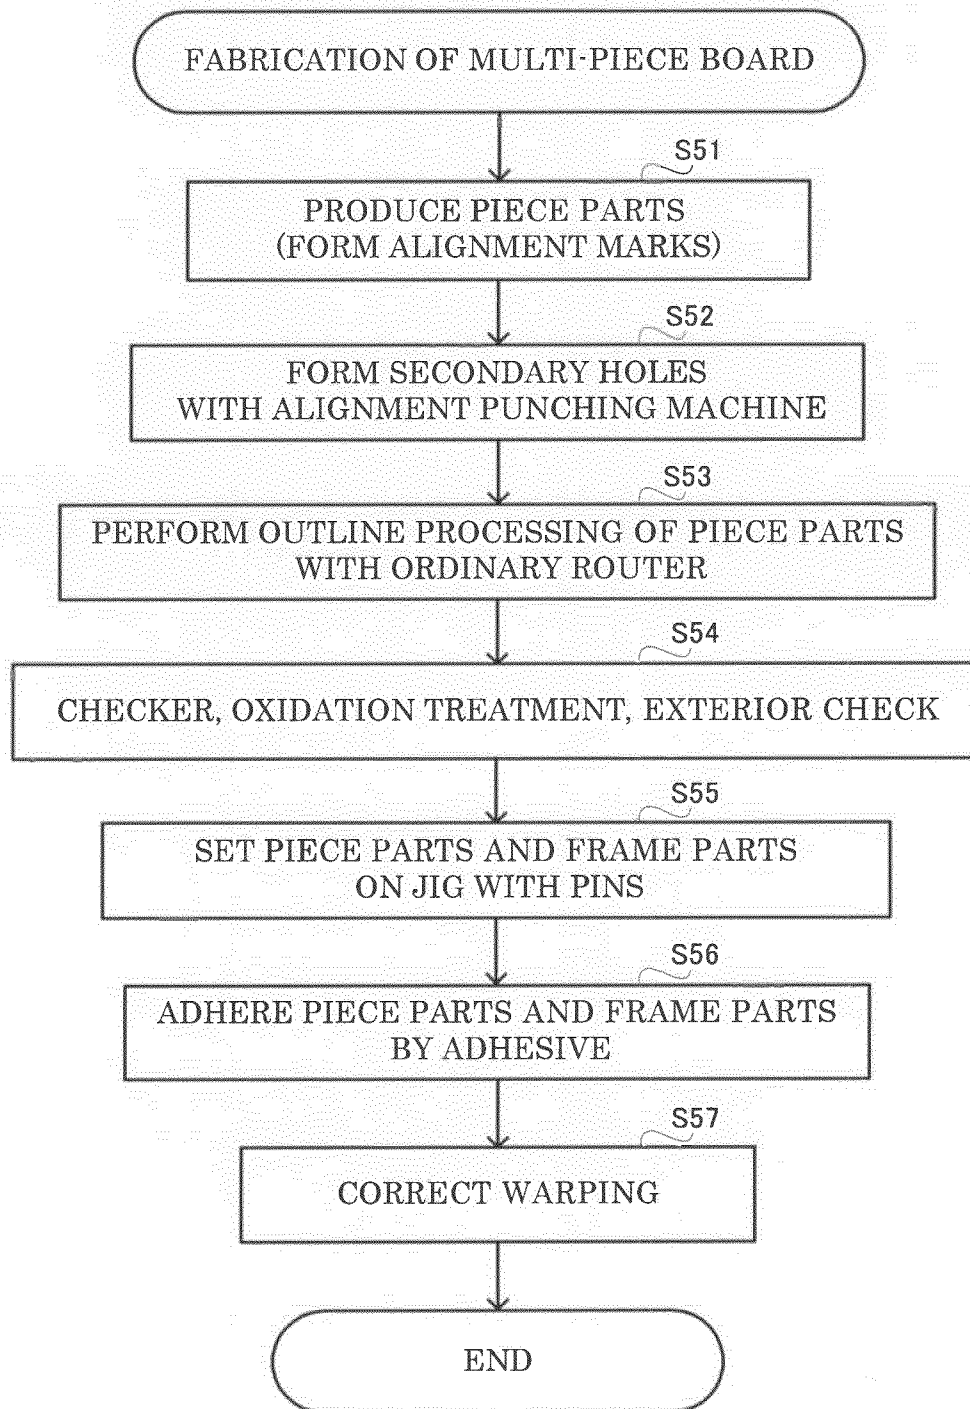 FABRICATION OF MULTI-PIECE BOARD
S51
PRODUCE PIECE PARTS
(FORM ALIGNMENT MARKS)
S52
FORM SECONDARY HOLES
WITH ALIGNMENT PUNCHING MACHINE
S53
PERFORM OUTLINE PROCESSING OF PIECE PARTS
WITH ORDINARY ROUTER
S54
CHECKER, OXIDATION TREATMENT, EXTERIOR CHECK
S55
SET PIECE PARTS AND FRAME PARTS
ON JIG WITH PINS
S56
ADHERE PIECE PARTS AND FRAME PARTS
BY ADHESIVE
S57
CORRECT WARPING
END